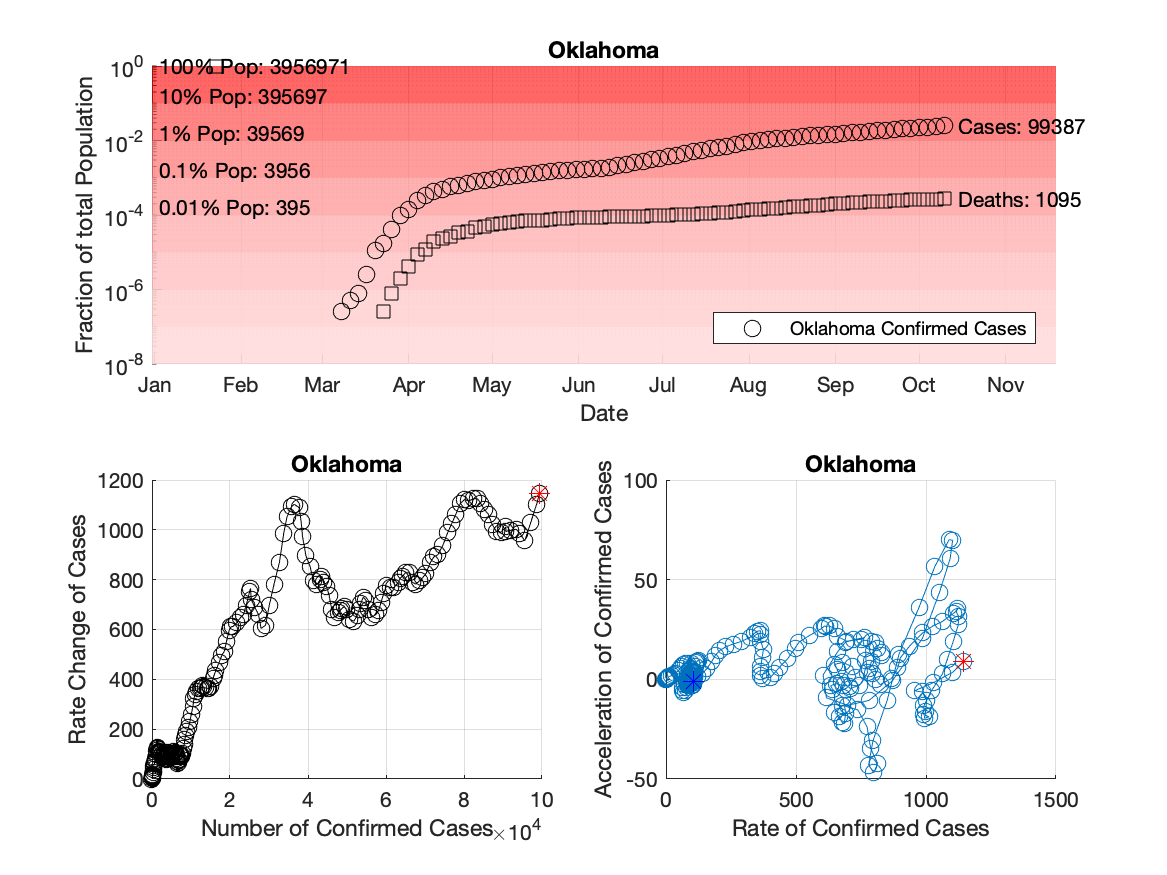 Oklahoma
Fraction of total Population
10^0
10^-2
10^-4
10^-6
10^-8
100% Pop: 3956971
10% Pop: 395697
1% Pop: 39569
0.1% Pop: 3956
0.01% Pop: 395
Cases: 99387
Deaths: 1095
Oklahoma Confirmed Cases
Jan Feb Mar Apr May Jun Jul Aug Sep Oct Nov
Date
Oklahoma
Rate Change of Cases
1200
1000
800
600
400
200
0
0 2 4 6 8 10
Number of Confirmed Cases ×10^4
Oklahoma
Acceleration of Confirmed Cases
100
50
0
-50
0 500 1000 1500
Rate of Confirmed Cases